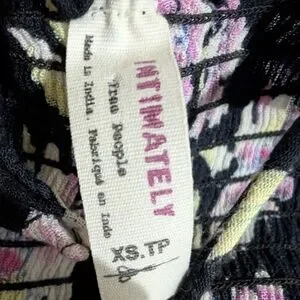 INTIMATELY
free people
Made in India. Fabriqué en Inde
XS.TP